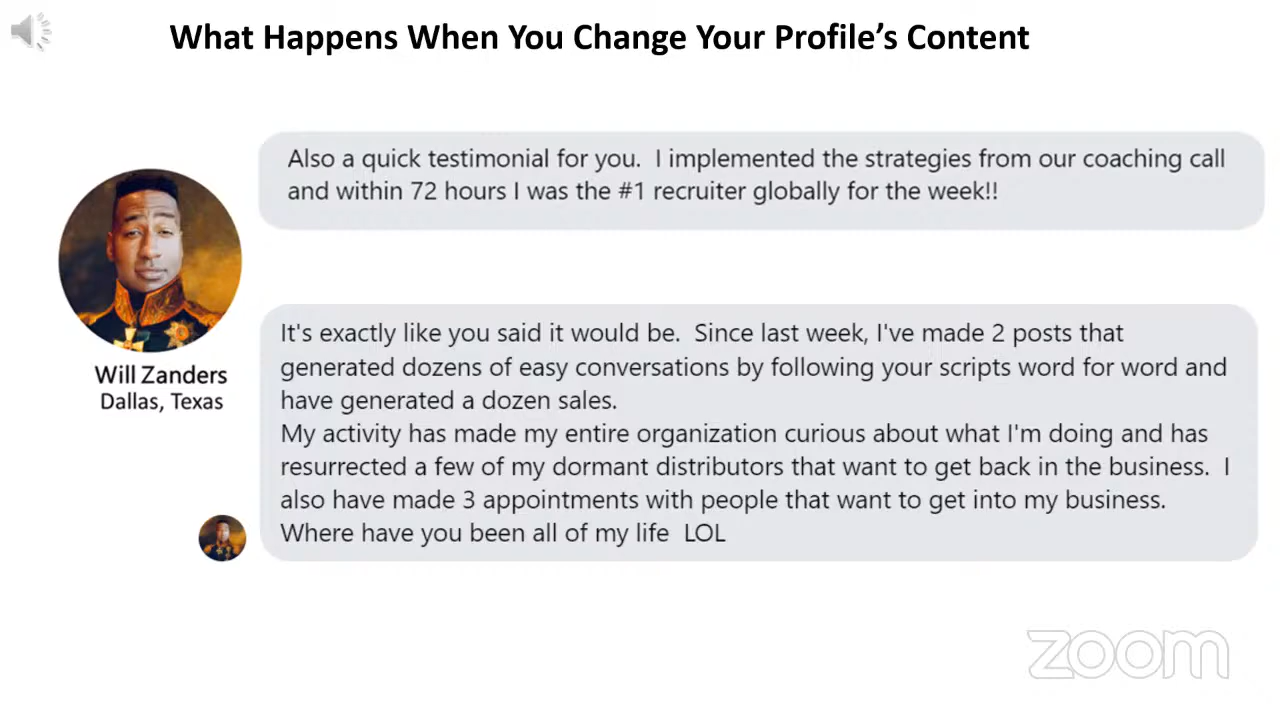 What Happens When You Change Your Profile’s Content
Also a quick testimonial for you.  I implemented the strategies from our coaching call
and within 72 hours I was the #1 recruiter globally for the week!!
Will Zanders
Dallas, Texas
It's exactly like you said it would be.  Since last week, I've made 2 posts that
generated dozens of easy conversations by following your scripts word for word and
have generated a dozen sales.
My activity has made my entire organization curious about what I'm doing and has
resurrected a few of my dormant distributors that want to get back in the business.  I
also have made 3 appointments with people that want to get into my business.
Where have you been all of my life  LOL
zoom